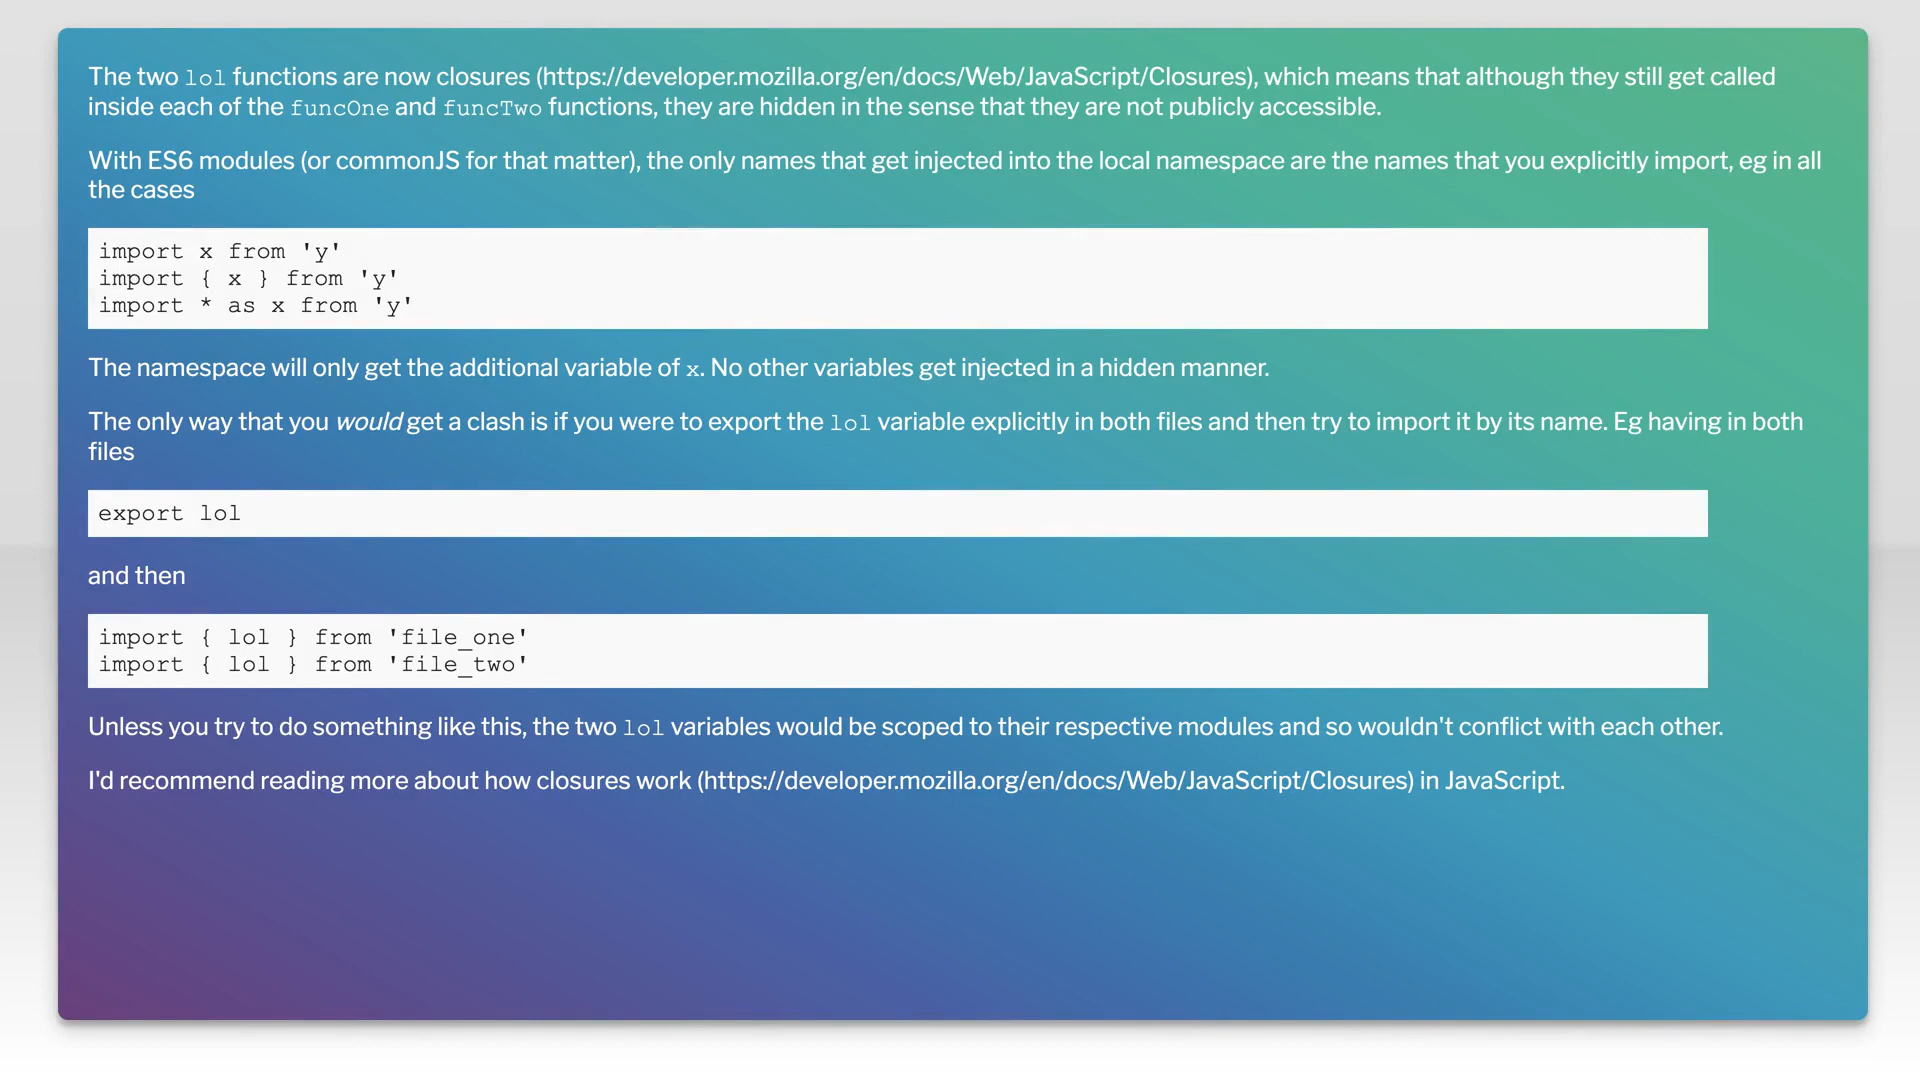 The two lol functions are now closures (https://developer.mozilla.org/en/docs/Web/JavaScript/Closures), which means that although they still get called
inside each of the funcOne and funcTwo functions, they are hidden in the sense that they are not publicly accessible.
With ES6 modules (or commonJS for that matter), the only names that get injected into the local namespace are the names that you explicitly import, eg in all
the cases
import x from 'y'
import { x } from 'y'
import * as x from 'y'
The namespace will only get the additional variable of x. No other variables get injected in a hidden manner.
The only way that you would get a clash is if you were to export the lol variable explicitly in both files and then try to import it by its name. Eg having in both
files
export lol
and then
import { lol } from 'file_one'
import { lol } from 'file_two'
Unless you try to do something like this, the two lol variables would be scoped to their respective modules and so wouldn't conflict with each other.
I'd recommend reading more about how closures work (https://developer.mozilla.org/en/docs/Web/JavaScript/Closures) in JavaScript.